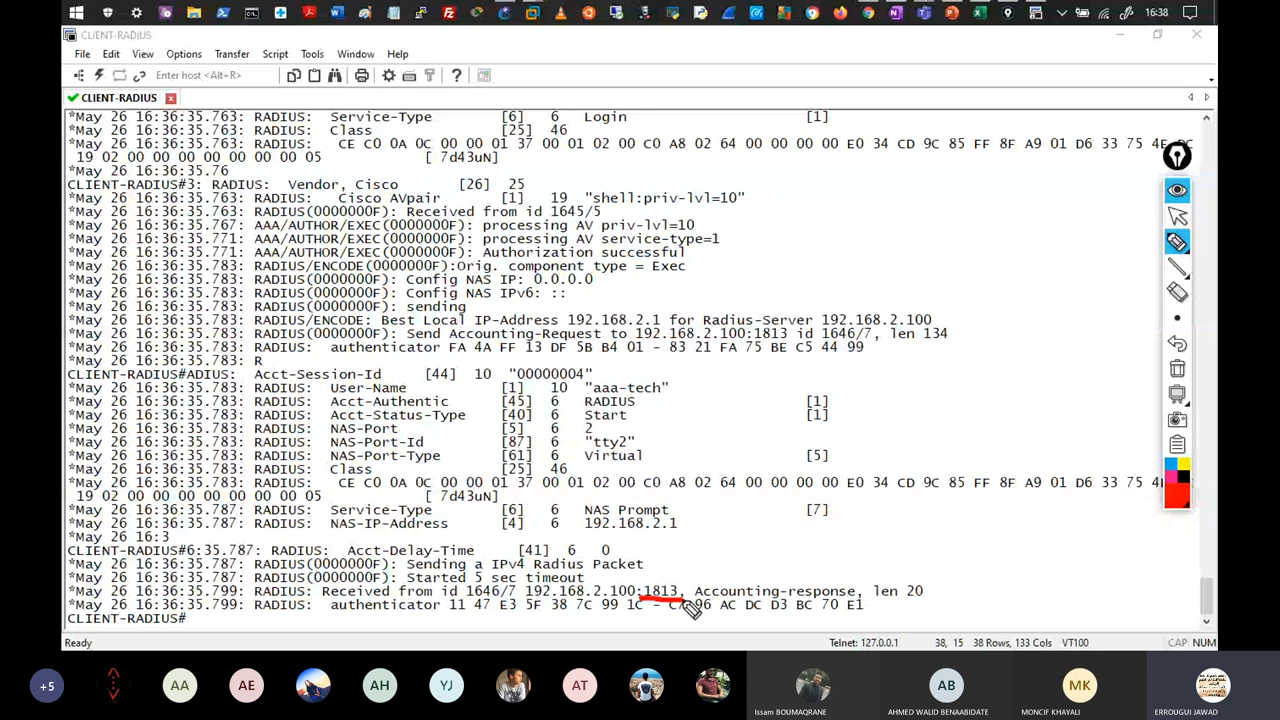 16:38
CLIENT-RADIUS
File Edit View Options Transfer Script Tools Window Help
Enter host <Alt+R>
CLIENT-RADIUS
*May 26 16:36:35.763: RADIUS: Service-Type [6] 6 Login [1]
*May 26 16:36:35.763: RADIUS: Class [25] 46
*May 26 16:36:35.763: RADIUS: CE C0 0A 0C 00 00 01 37 00 01 02 00 C0 A8 02 64 00 00 00 00 E0 34 CD 9C 85 FF 8F A9 01 D6 33 75 4E DC
19 02 00 00 00 00 00 00 00 05 [ 7d43uN]
*May 26 16:36:35.76
CLIENT-RADIUS#3: RADIUS: Vendor, Cisco [26] 25
*May 26 16:36:35.763: RADIUS: Cisco AVpair [1] 19 "shell:priv-lvl=10"
*May 26 16:36:35.763: RADIUS(0000000F): Received from id 1645/5
*May 26 16:36:35.767: AAA/AUTHOR/EXEC(0000000F): processing AV priv-lvl=10
*May 26 16:36:35.771: AAA/AUTHOR/EXEC(0000000F): processing AV service-type=1
*May 26 16:36:35.771: AAA/AUTHOR/EXEC(0000000F): Authorization successful
*May 26 16:36:35.783: RADIUS/ENCODE(0000000F):Orig. component type = Exec
*May 26 16:36:35.783: RADIUS(0000000F): Config NAS IP: 0.0.0.0
*May 26 16:36:35.783: RADIUS(0000000F): Config NAS IPv6: ::
*May 26 16:36:35.783: RADIUS(0000000F): sending
*May 26 16:36:35.783: RADIUS/ENCODE: Best Local IP-Address 192.168.2.1 for Radius-Server 192.168.2.100
*May 26 16:36:35.783: RADIUS(0000000F): Send Accounting-Request to 192.168.2.100:1813 id 1646/7, len 134
*May 26 16:36:35.783: RADIUS: authenticator FA 4A FF 13 DF 5B B4 01 - 83 21 FA 75 BE C5 44 99
*May 26 16:36:35.783: R
CLIENT-RADIUS#ADIUS: Acct-Session-Id [44] 10 "00000004"
*May 26 16:36:35.783: RADIUS: User-Name [1] 10 "aaa-tech"
*May 26 16:36:35.783: RADIUS: Acct-Authentic [45] 6 RADIUS [1]
*May 26 16:36:35.783: RADIUS: Acct-Status-Type [40] 6 Start [1]
*May 26 16:36:35.783: RADIUS: NAS-Port [5] 6 2
*May 26 16:36:35.783: RADIUS: NAS-Port-Id [87] 6 "tty2"
*May 26 16:36:35.783: RADIUS: NAS-Port-Type [61] 6 Virtual [5]
*May 26 16:36:35.783: RADIUS: Class [25] 46
*May 26 16:36:35.783: RADIUS: CE C0 0A 0C 00 00 01 37 00 01 02 00 C0 A8 02 64 00 00 00 00 E0 34 CD 9C 85 FF 8F A9 01 D6 33 75 4
19 02 00 00 00 00 00 00 00 05 [ 7d43uN]
*May 26 16:36:35.787: RADIUS: Service-Type [6] 6 NAS Prompt [7]
*May 26 16:36:35.787: RADIUS: NAS-IP-Address [4] 6 192.168.2.1
*May 26 16:3
CLIENT-RADIUS#6:35.787: RADIUS: Acct-Delay-Time [41] 6 0
*May 26 16:36:35.787: RADIUS(0000000F): Sending a IPv4 Radius Packet
*May 26 16:36:35.787: RADIUS(0000000F): Started 5 sec timeout
*May 26 16:36:35.799: RADIUS: Received from id 1646/7 192.168.2.100:1813, Accounting-response, len 20
*May 26 16:36:35.799: RADIUS: authenticator 11 47 E3 5F 38 7C 99 1C - 96 AC DC D3 BC 70 E1
CLIENT-RADIUS#
Ready Telnet: 127.0.0.1 38, 15 38 Rows, 133 Cols VT100 CAP NUM
+5 AA AE AH YJ AT AB MK
Issam BOUMAQRANE AHMED WALID BENAABIDATE MONCIF KHAYALI ERROUGUI JAWAD